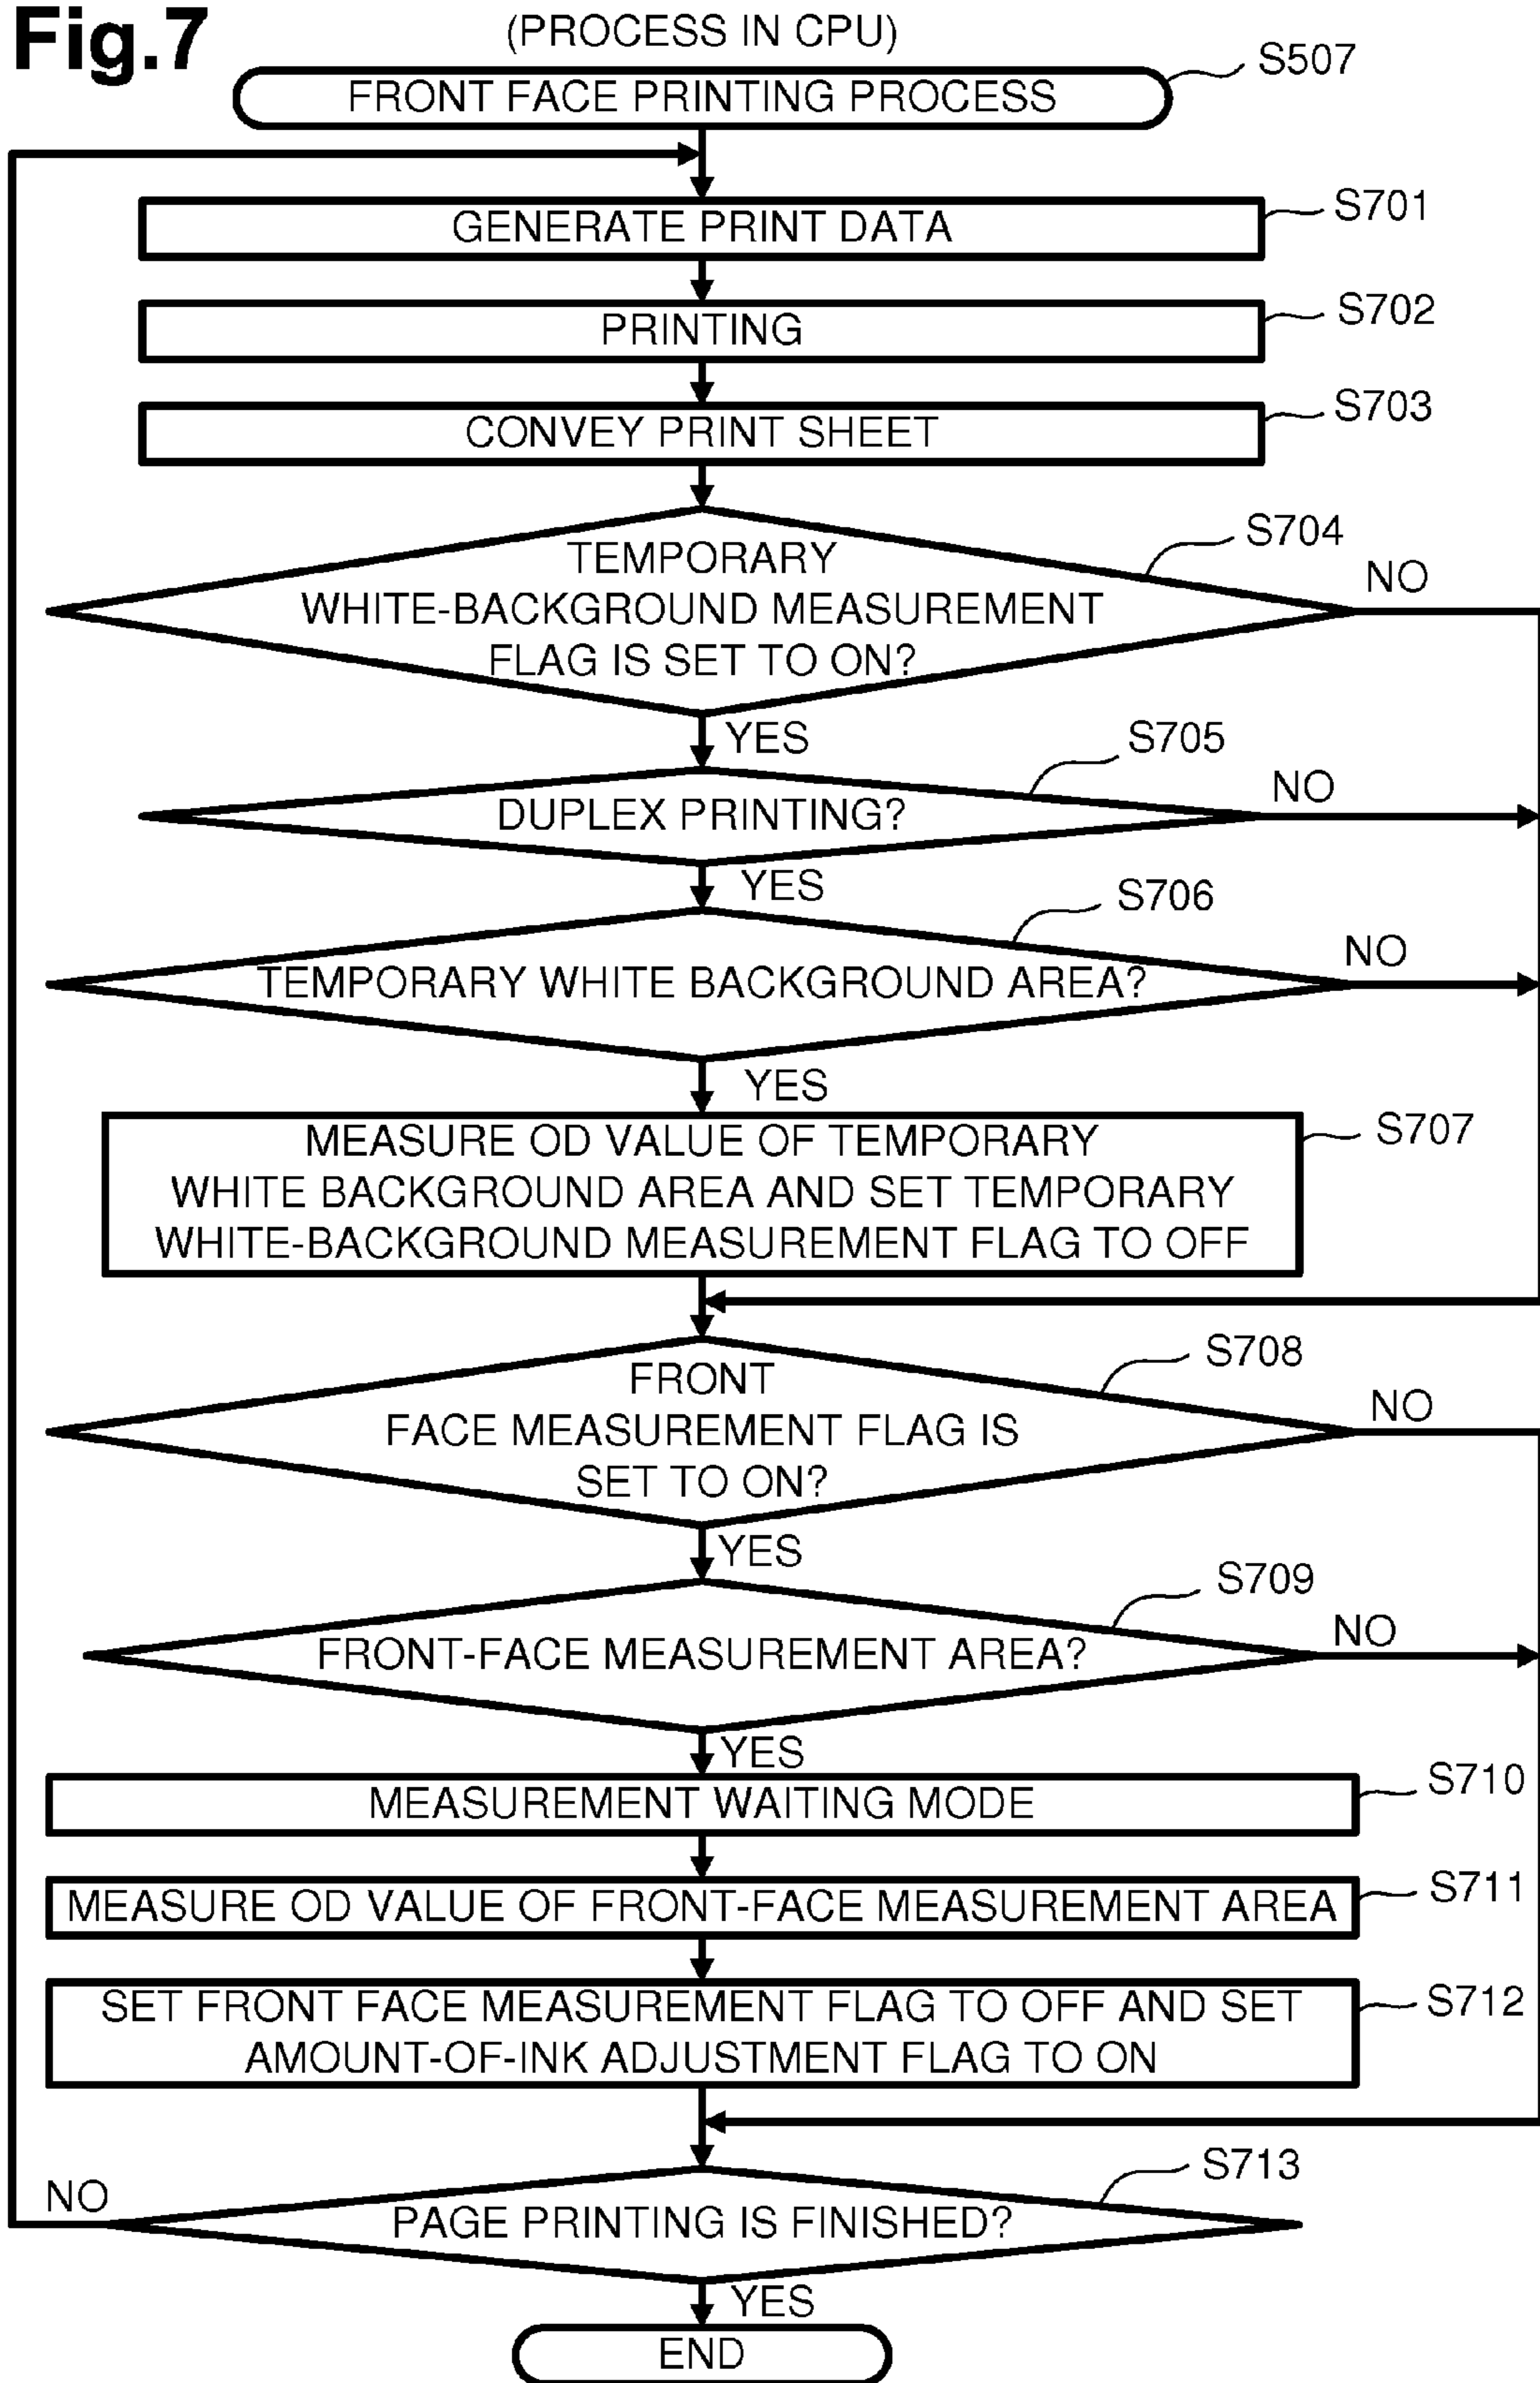 Fig.7
(PROCESS IN CPU)
S507
FRONT FACE PRINTING PROCESS
S701
GENERATE PRINT DATA
S702
PRINTING
S703
CONVEY PRINT SHEET
S704
TEMPORARY
NO
WHITE-BACKGROUND MEASUREMENT
FLAG IS SET TO ON?
YES
S705
NO
DUPLEX PRINTING?
YES
S706
NO
TEMPORARY WHITE BACKGROUND AREA?
YES
S707
MEASURE OD VALUE OF TEMPORARY
WHITE BACKGROUND AREA AND SET TEMPORARY
WHITE-BACKGROUND MEASUREMENT FLAG TO OFF
S708
FRONT
NO
FACE MEASUREMENT FLAG IS
SET TO ON?
YES
S709
NO
FRONT-FACE MEASUREMENT AREA?
YES
S710
MEASUREMENT WAITING MODE
S711
MEASURE OD VALUE OF FRONT-FACE MEASUREMENT AREA
S712
SET FRONT FACE MEASUREMENT FLAG TO OFF AND SET
AMOUNT-OF-INK ADJUSTMENT FLAG TO ON
S713
NO
PAGE PRINTING IS FINISHED?
YES
END